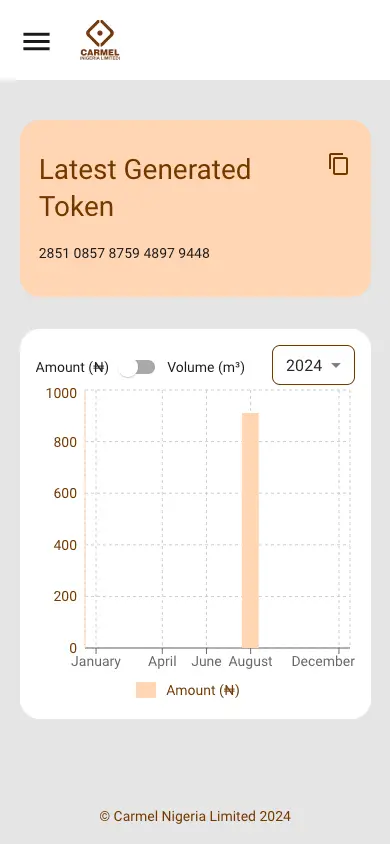 CARMEL
NIGERIA LIMITED
Latest Generated
Token
2851 0857 8759 4897 9448
Amount (₦) Volume (m³) 2024
1000
800
600
400
200
0
January April June August December
Amount (₦)
© Carmel Nigeria Limited 2024